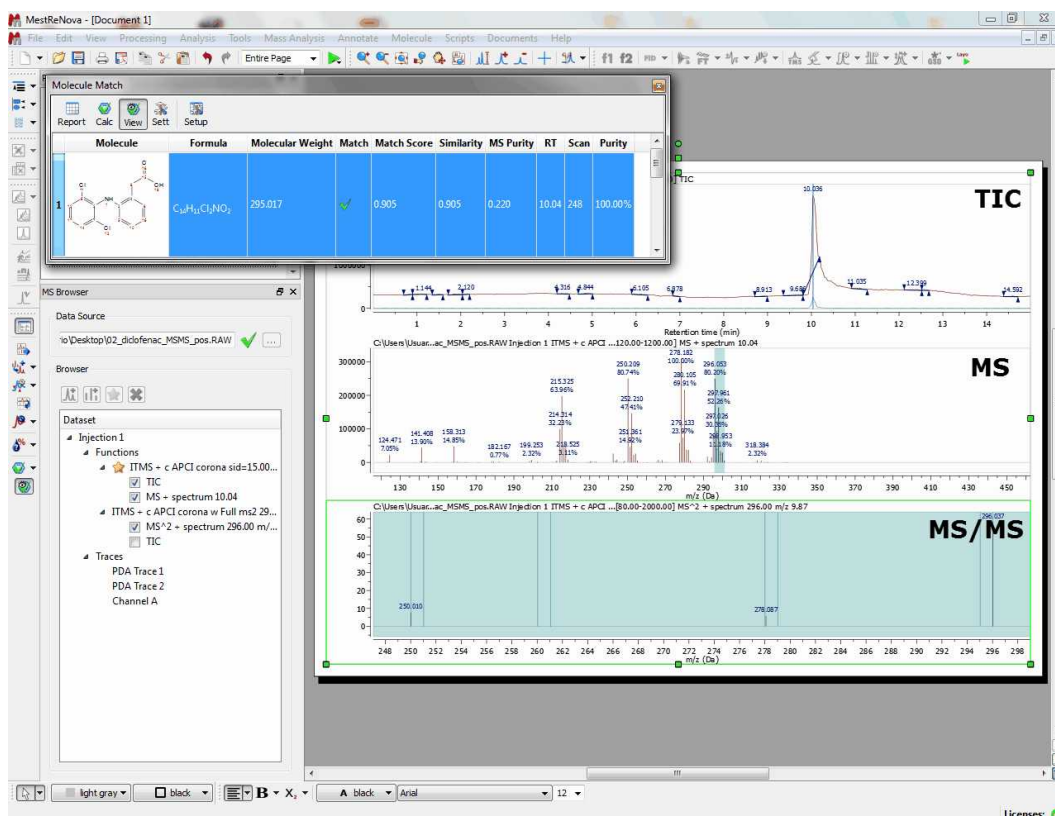 MestReNova - [Document 1]
File Edit View Processing Analysis Tools Mass Analysis Annotate Molecule Scripts Documents Help
Entire Page f1 f2
Molecule Match
Report Calc View Sett Setup
Molecule Formula Molecular Weight Match Match Score Similarity MS Purity RT Scan Purity
1 C₁₄H₁₁Cl₂NO₂ 295.017 0.905 0.905 0.220 10.04 248 100.00%
] TIC
10.036
TIC
1000000
0
1.144 2.120 4.316 4.844 6.105 6.978 8.913 9.686 11.035 12.399 14.592
1 2 3 4 5 6 7 8 9 10 11 12 13 14
Retention time (min)
MS Browser
Data Source
io\Desktop\02_diclofenac_MSMS_pos.RAW ...
Browser
Dataset
Injection 1
Functions
ITMS + c APCI corona sid=15.00...
TIC
MS + spectrum 10.04
ITMS + c APCI corona w Full ms2 29...
MS^2 + spectrum 296.00 m/...
TIC
Traces
PDA Trace 1
PDA Trace 2
Channel A
C:\Users\Usuar...ac_MSMS_pos.RAW Injection 1 ITMS + c APCI ...120.00-1200.00] MS + spectrum 10.04
MS
300000
200000
100000
0
124.471
7.05%
141.408
13.90%
158.313
14.85%
182.167
0.77%
199.253
2.32%
214.314
32.23%
215.325
63.96%
218.525
3.11%
250.209
80.74%
252.210
47.41%
251.361
14.92%
278.182
100.00%
280.105
69.91%
279.133
23.97%
296.053
80.20%
297.961
52.26%
297.026
30.36%
298.953
11.18%
318.384
2.32%
130 150 170 190 210 230 250 270 290 310 330 350 370 390 410 430 450
m/z (Da)
C:\Users\Usuar...ac_MSMS_pos.RAW Injection 1 ITMS + c APCI ...[80.00-2000.00] MS^2 + spectrum 296.00 m/z 9.87
MS/MS
60
50
40
30
20
10
0
250.010
278.087
296.037
248 250 252 254 256 258 260 262 264 266 268 270 272 274 276 278 280 282 284 286 288 290 292 294 296 298
m/z (Da)
light gray black B X₂ A black Arial 12
Licenses: